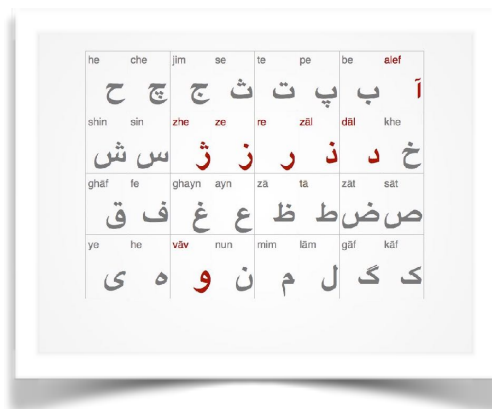 he che jim se te pe be alef
آ ب پ ت ث ج چ ح
shin sin zhe ze re zāl dāl khe
خ د ذ ر ز ژ س ش
ghāf fe ghayn ayn zā tā zāt sāt
ص ض ط ظ ع غ ف ق
ye he vāv nun mim lām gāf kāf
ک گ ل م ن و ه ی